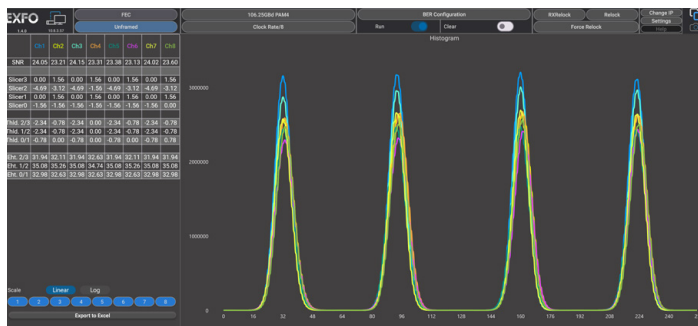 EXFO
1.4.0
10.8.3.57
FEC
Unframed
106.25GBd PAM4
Clock Rate/8
BER Configuration
Run
Clear
RXRelock
Relock
Force Relock
Change IP
Settings
Help
Histogram
Ch1 Ch2 Ch3 Ch4 Ch5 Ch6 Ch7 Ch8
SNR 24.05 23.21 24.15 23.31 23.38 23.13 24.02 23.60
Slicer3 0.00 1.56 0.00 1.56 0.00 1.56 0.00 1.56
Slicer2 -4.69 -3.12 -4.69 -1.56 -4.69 -3.12 -4.69 -3.12
Slicer1 0.00 1.56 0.00 0.00 0.00 1.56 0.00 1.56
Slicer0 -1.56 -1.56 -1.56 -1.56 -1.56 -1.56 -1.56 0.00
Thld. 2/3 -2.34 -0.78 -2.34 0.00 -2.34 -0.78 -2.34 -0.78
Thld. 1/2 -2.34 -0.78 -2.34 0.00 -2.34 -0.78 -2.34 -0.78
Thld. 0/1 -0.78 0.00 -0.78 0.00 -0.78 0.00 -0.78 0.78
Eht. 2/3 31.94 32.11 31.94 32.63 31.94 32.11 31.94 31.94
Eht. 1/2 35.08 35.26 35.08 34.74 35.08 35.26 35.08 35.08
Eht. 0/1 32.98 32.63 32.98 32.63 32.98 32.63 32.98 32.98
3000000
2000000
1000000
0
0 16 32 48 64 80 96 112 128 144 160 176 192 208 224 240
Scale
Linear
Log
1 2 3 4 5 6 7 8
Export to Excel